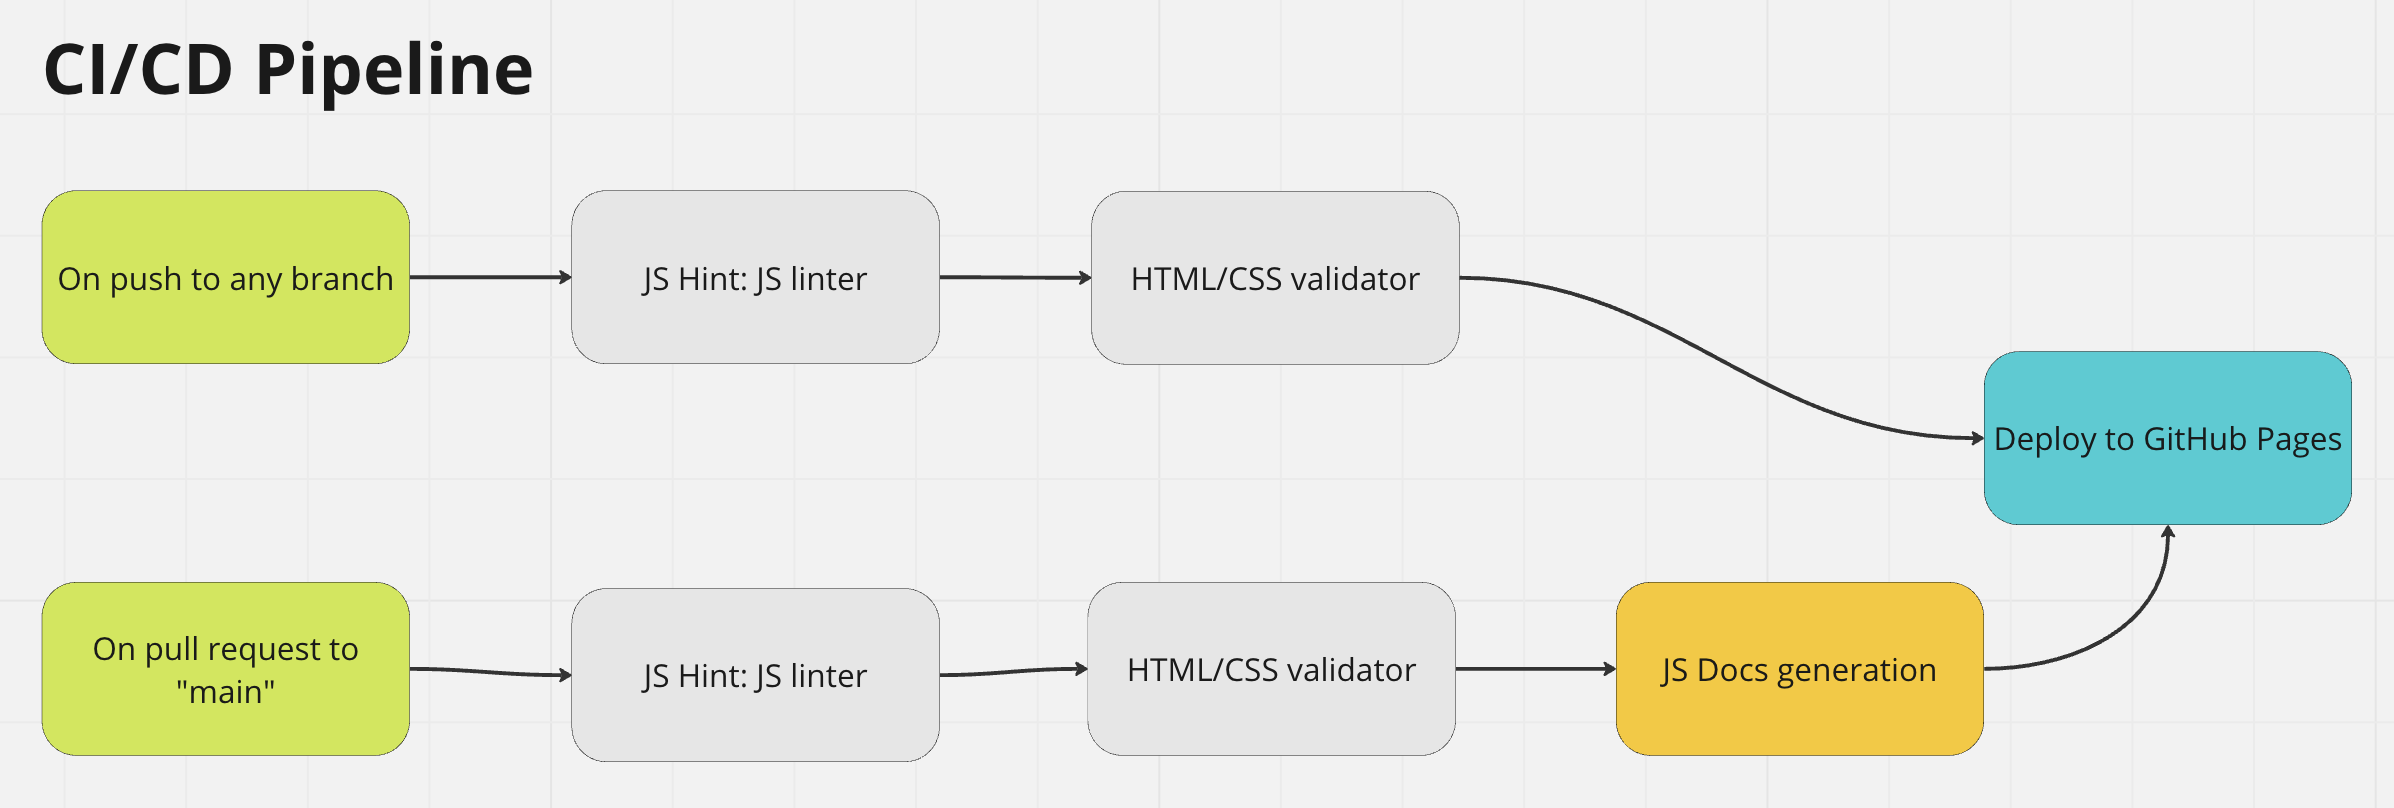 CI/CD Pipeline
On push to any branch
JS Hint: JS linter
HTML/CSS validator
Deploy to GitHub Pages
On pull request to
"main"
JS Hint: JS linter
HTML/CSS validator
JS Docs generation